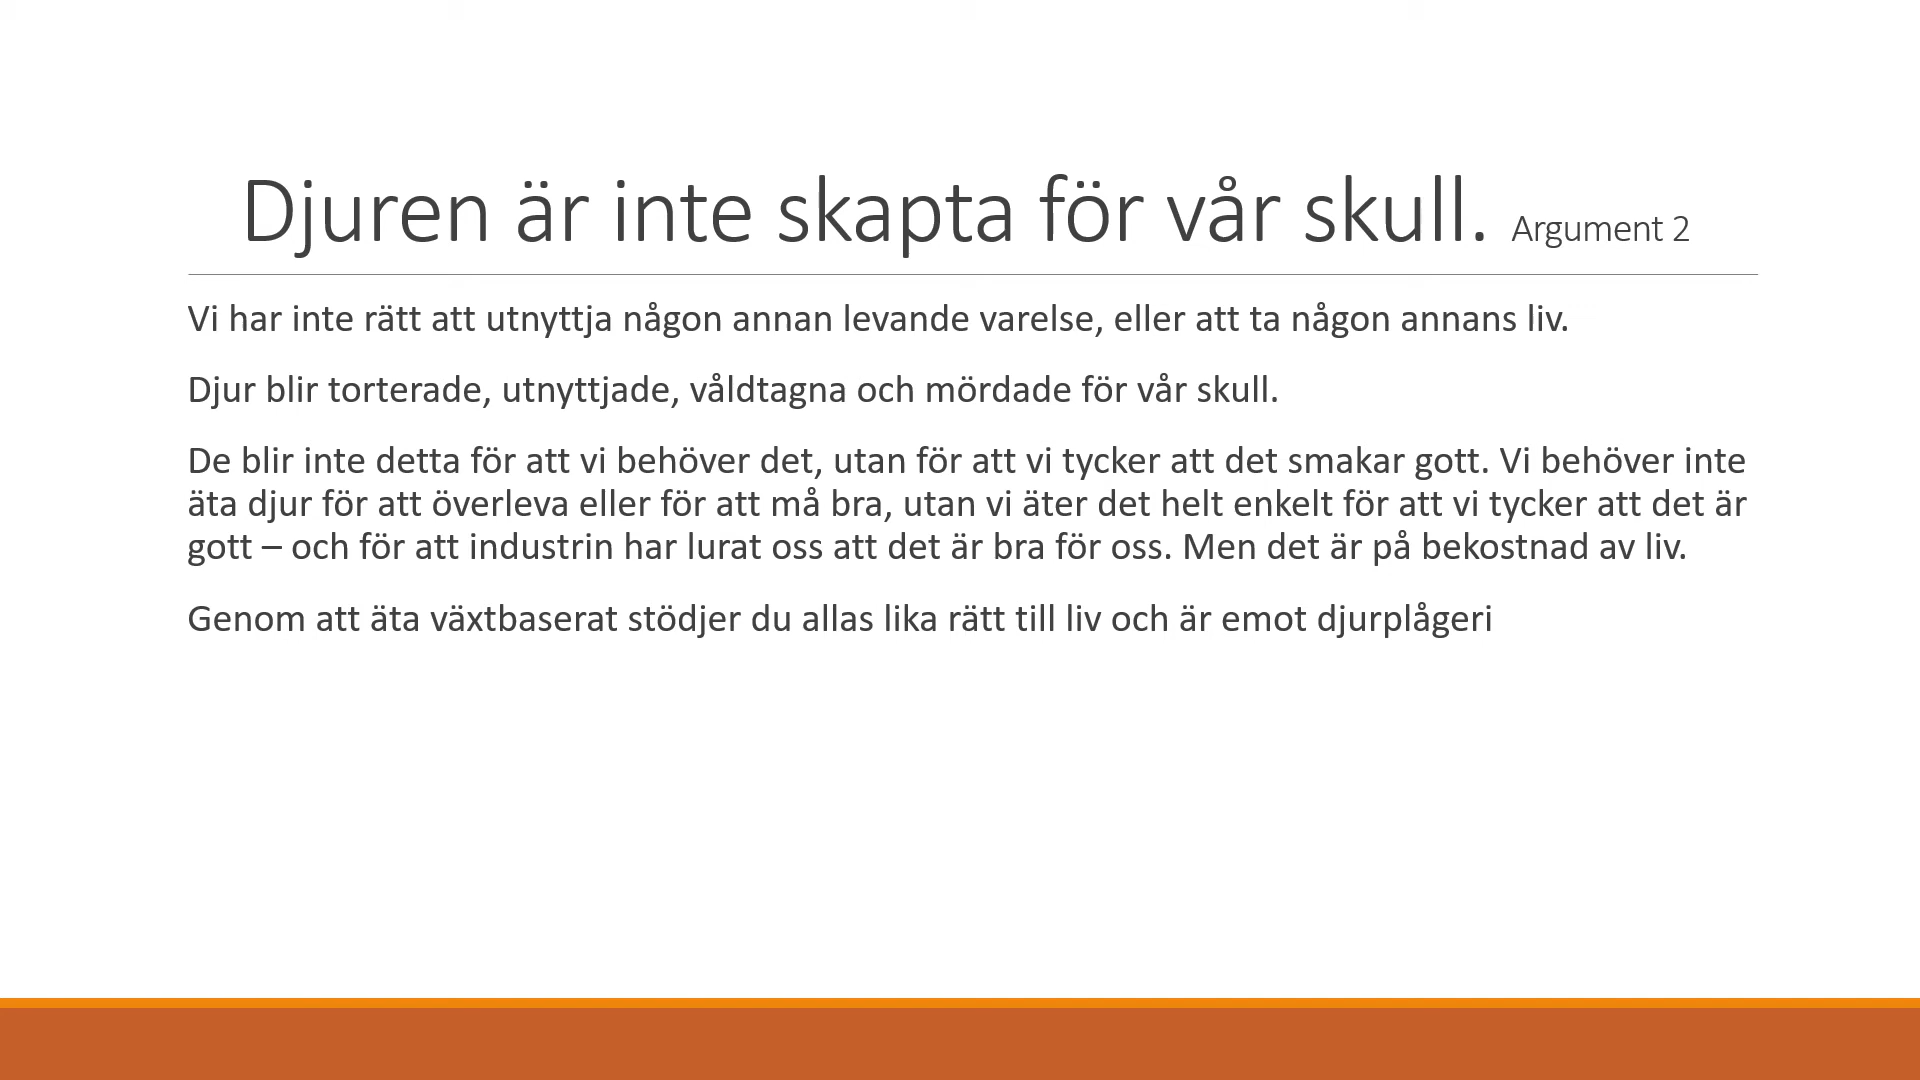 Djuren är inte skapta för vår skull. Argument 2
Vi har inte rätt att utnyttja någon annan levande varelse, eller att ta någon annans liv.
Djur blir torterade, utnyttjade, våldtagna och mördade för vår skull.
De blir inte detta för att vi behöver det, utan för att vi tycker att det smakar gott. Vi behöver inte
äta djur för att överleva eller för att må bra, utan vi äter det helt enkelt för att vi tycker att det är
gott – och för att industrin har lurat oss att det är bra för oss. Men det är på bekostnad av liv.
Genom att äta växtbaserat stödjer du allas lika rätt till liv och är emot djurplågeri